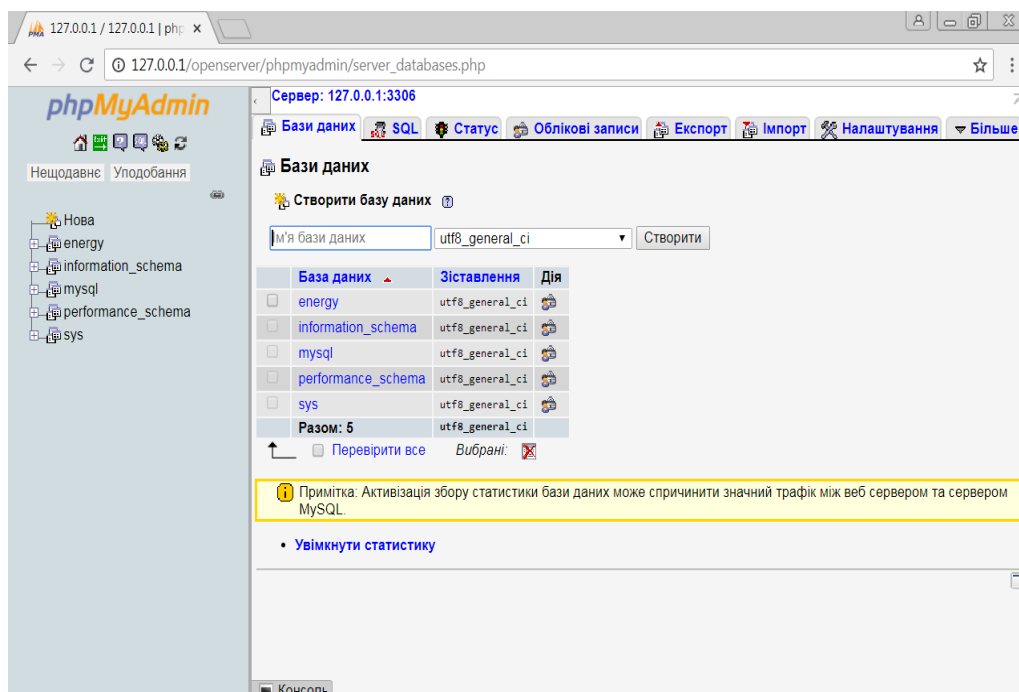 127.0.0.1 / 127.0.0.1 | php
127.0.0.1/openserver/phpmyadmin/server_databases.php
phpMyAdmin
Нещодавнє Уподобання
Нова
energy
information_schema
mysql
performance_schema
sys
Сервер: 127.0.0.1:3306
Бази даних SQL Статус Облікові записи Експорт Імпорт Налаштування Більше
Бази даних
Створити базу даних
Ім'я бази даних utf8_general_ci Створити
База даних Зіставлення Дія
energy utf8_general_ci
information_schema utf8_general_ci
mysql utf8_general_ci
performance_schema utf8_general_ci
sys utf8_general_ci
Разом: 5 utf8_general_ci
Перевірити все Вибрані:
Примітка: Активізація збору статистики бази даних може спричинити значний трафік між веб сервером та сервером
MySQL.
• Увімкнути статистику
Консоль